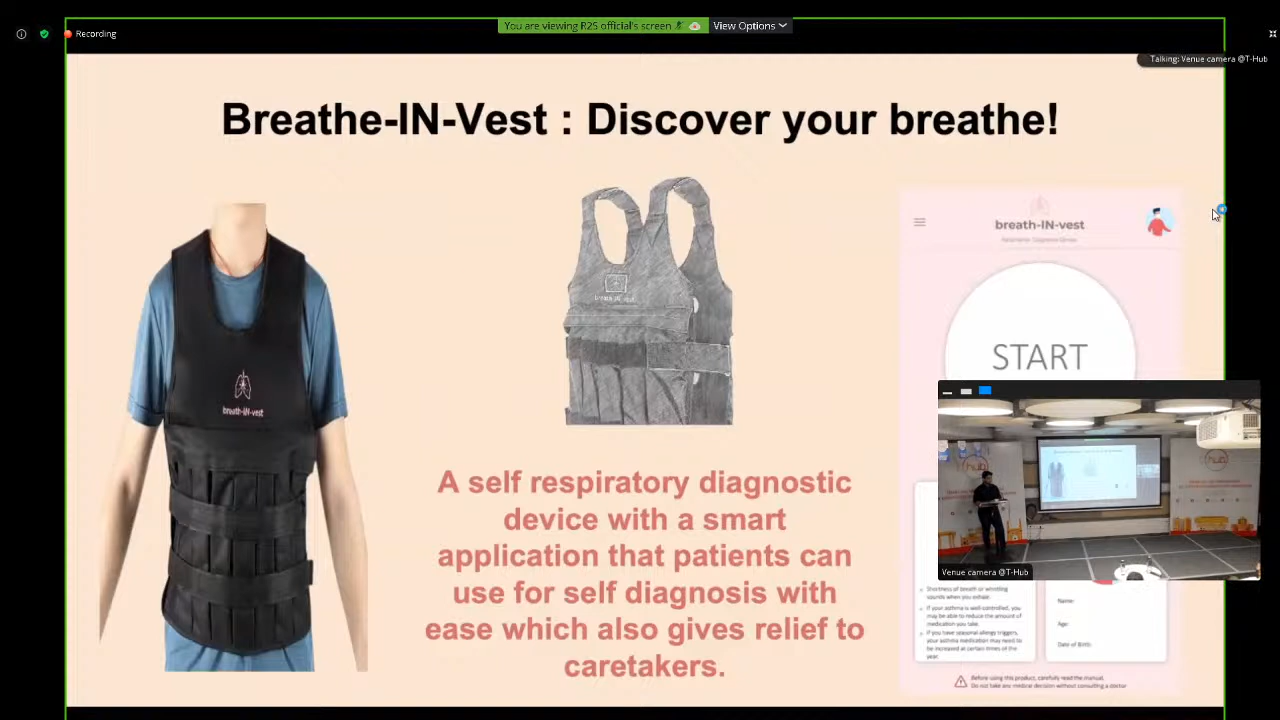 You are viewing R25 official's screen
View Options
Recording
Talking: Venue camera @T-Hub
Breathe-IN-Vest : Discover your breathe!
breath-IN-vest
breath-IN-vest
breath-IN-vest
START
A self respiratory diagnostic
device with a smart
application that patients can
use for self diagnosis with
ease which also gives relief to
caretakers.
hub
Venue camera @T-Hub
Shortness of breath or whistling
sounds when you exhale.
If your asthma is well-controlled, you
may be able to reduce the amount of
medication you take.
If you have seasonal allergy triggers,
your asthma medication may need to
be increased at certain times of the
year.
Name:
Age:
Date of Birth:
Before using this product, carefully read the manual.
Do not take any medical decision without consulting a doctor